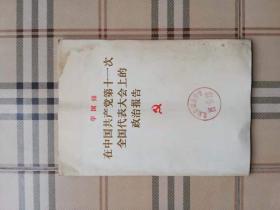 华国锋
在中国共产党第十一次
全国代表大会上的
政治报告